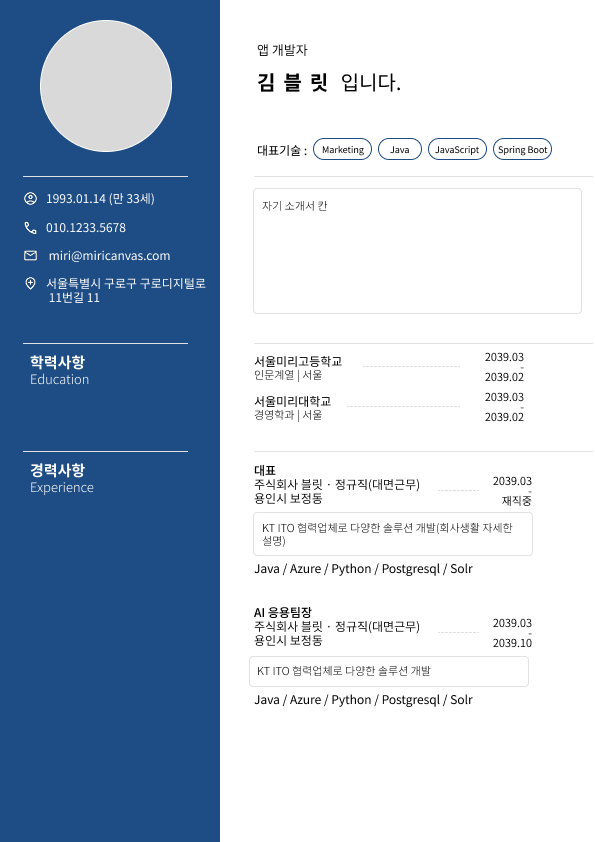 앱 개발자
김 블 릿 입니다.
대표기술 : Marketing Java JavaScript Spring Boot
1993.01.14 (만 33세)
010.1233.5678
miri@miricanvas.com
서울특별시 구로구 구로디지털로
11번길 11
자기 소개서 칸
학력사항
Education
서울미리고등학교
인문계열 | 서울
2039.03
-
2039.02
서울미리대학교
경영학과 | 서울
2039.03
-
2039.02
경력사항
Experience
대표
주식회사 블릿 · 정규직(대면근무)
용인시 보정동
2039.03
-
재직중
KT ITO 협력업체로 다양한 솔루션 개발(회사생활 자세한
설명)
Java / Azure / Python / Postgresql / Solr
AI 응용팀장
주식회사 블릿 · 정규직(대면근무)
용인시 보정동
2039.03
-
2039.10
KT ITO 협력업체로 다양한 솔루션 개발
Java / Azure / Python / Postgresql / Solr